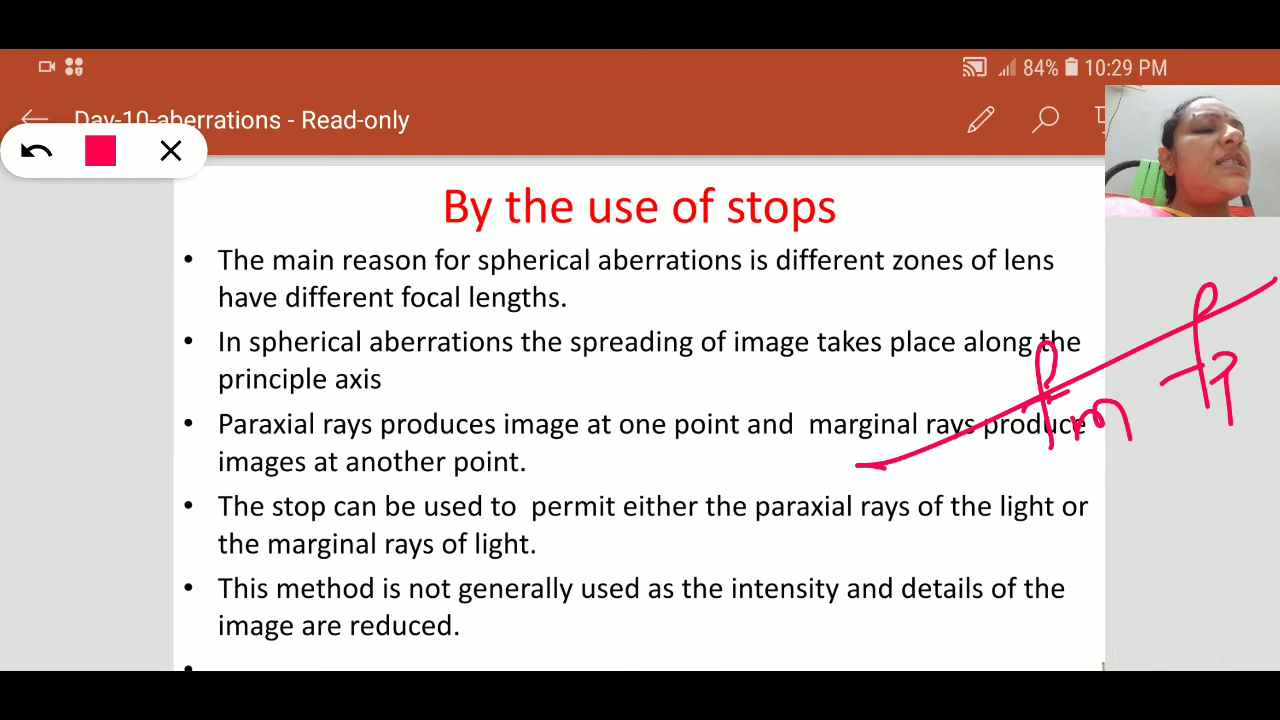 84% 10:29 PM
Day-10-aberrations - Read-only
By the use of stops
• The main reason for spherical aberrations is different zones of lens
have different focal lengths.
• In spherical aberrations the spreading of image takes place along the
principle axis
• Paraxial rays produces image at one point and marginal rays produce
images at another point.
• The stop can be used to permit either the paraxial rays of the light or
the marginal rays of light.
• This method is not generally used as the intensity and details of the
image are reduced.
•